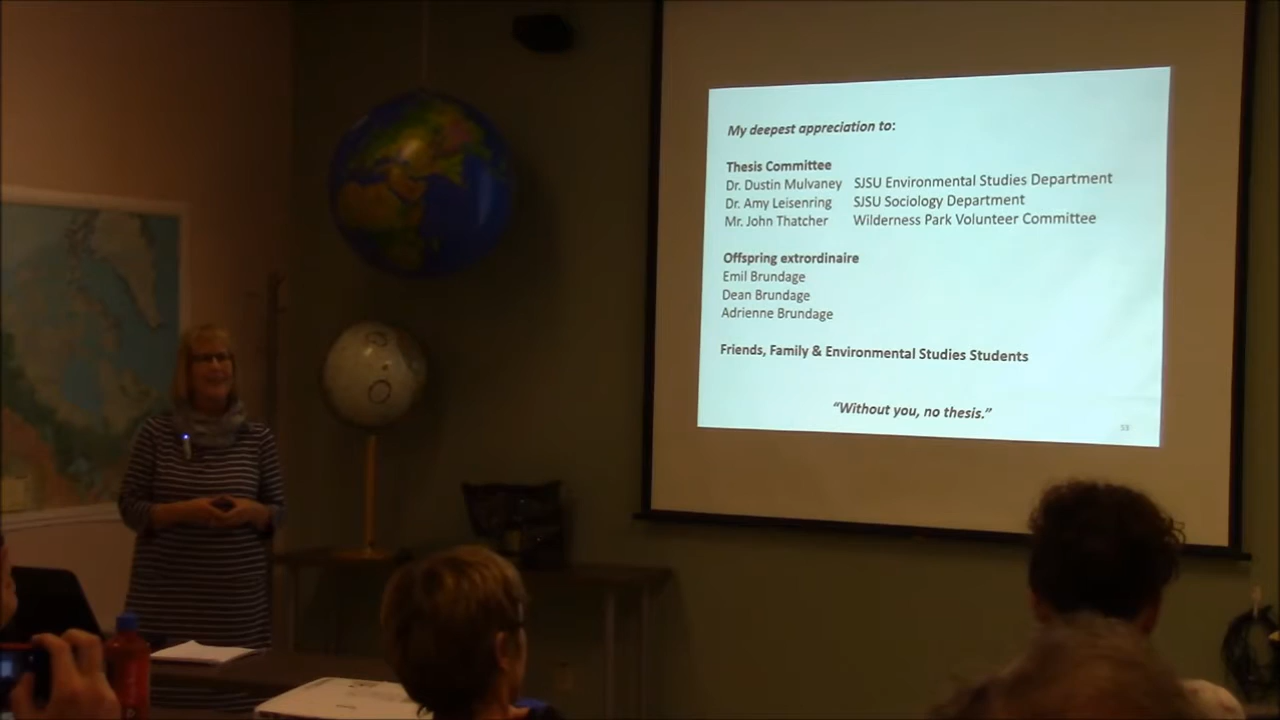 My deepest appreciation to:
Thesis Committee
Dr. Dustin Mulvaney SJSU Environmental Studies Department
Dr. Amy Leisenring SJSU Sociology Department
Mr. John Thatcher Wilderness Park Volunteer Committee
Offspring extrordinaire
Emil Brundage
Dean Brundage
Adrienne Brundage
Friends, Family & Environmental Studies Students
“Without you, no thesis.”
53